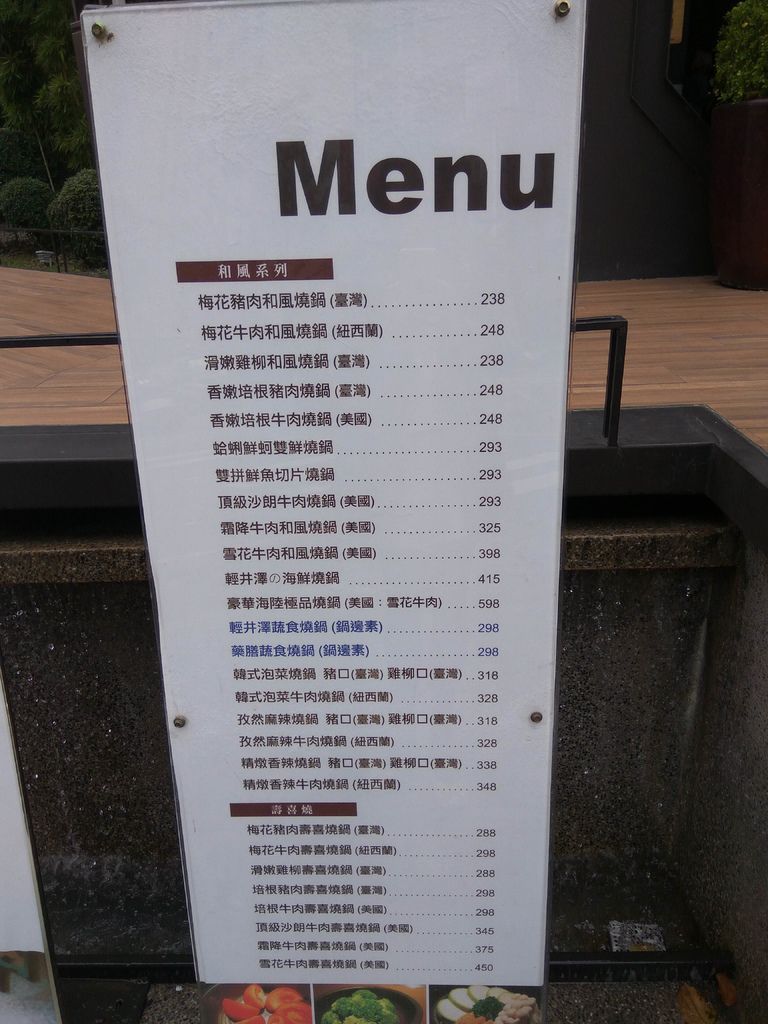 Menu
和風系列
梅花豬肉和風燒鍋 (臺灣) ................ 238
梅花牛肉和風燒鍋 (紐西蘭) ............. 248
滑嫩雞柳和風燒鍋 (臺灣) ................ 238
香嫩培根豬肉燒鍋 (臺灣) ................ 248
香嫩培根牛肉燒鍋 (美國) ................ 248
蛤蜊鮮蚵雙鮮燒鍋 ........................ 293
雙拼鮮魚切片燒鍋 ........................ 293
頂級沙朗牛肉燒鍋 (美國) ................ 293
霜降牛肉和風燒鍋 (美國) ................ 325
雪花牛肉和風燒鍋 (美國) ................ 398
輕井澤の海鮮燒鍋 ....................... 415
豪華海陸極品燒鍋 (美國：雪花牛肉) ..... 598
輕井澤蔬食燒鍋 (鍋邊素) ................ 298
藥膳蔬食燒鍋 (鍋邊素) .................. 298
韓式泡菜燒鍋 豬口(臺灣) 雞柳口(臺灣) .. 318
韓式泡菜牛肉燒鍋 (紐西蘭) .............. 328
孜然麻辣燒鍋 豬口(臺灣) 雞柳口(臺灣) .. 318
孜然麻辣牛肉燒鍋 (紐西蘭) .............. 328
精燉香辣燒鍋 豬口(臺灣) 雞柳口(臺灣) .. 338
精燉香辣牛肉燒鍋 (紐西蘭) .............. 348
壽喜燒
梅花豬肉壽喜燒鍋 (臺灣) ................ 288
梅花牛肉壽喜燒鍋 (紐西蘭) .............. 298
滑嫩雞柳壽喜燒鍋 (臺灣) ................ 288
培根豬肉壽喜燒鍋 (臺灣) ................ 298
培根牛肉壽喜燒鍋 (美國) ................ 298
頂級沙朗牛肉壽喜燒鍋 (美國) ............ 345
霜降牛肉壽喜燒鍋 (美國) ................ 375
雪花牛肉壽喜燒鍋 (美國) ................ 450